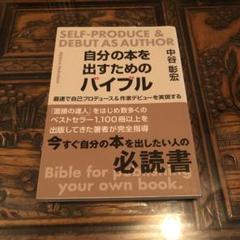 SELF-PRODUCE &
DEBUT AS AUTHOR
自分の本を
出すための
バイブル
中谷 彰宏
最速で自己プロデュース&作家デビューを実現する
『面接の達人』をはじめ数多くの
ベストセラー1,100冊以上を
出版してきた著者が完全指導
今すぐ自分の本を出したい人の
必読書
Bible for
your own book.